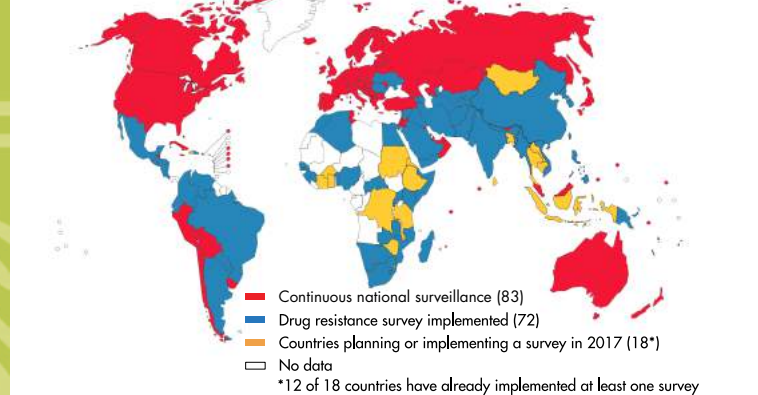 Continuous national surveillance (83)
Drug resistance survey implemented (72)
Countries planning or implementing a survey in 2017 (18*)
No data
*12 of 18 countries have already implemented at least one survey